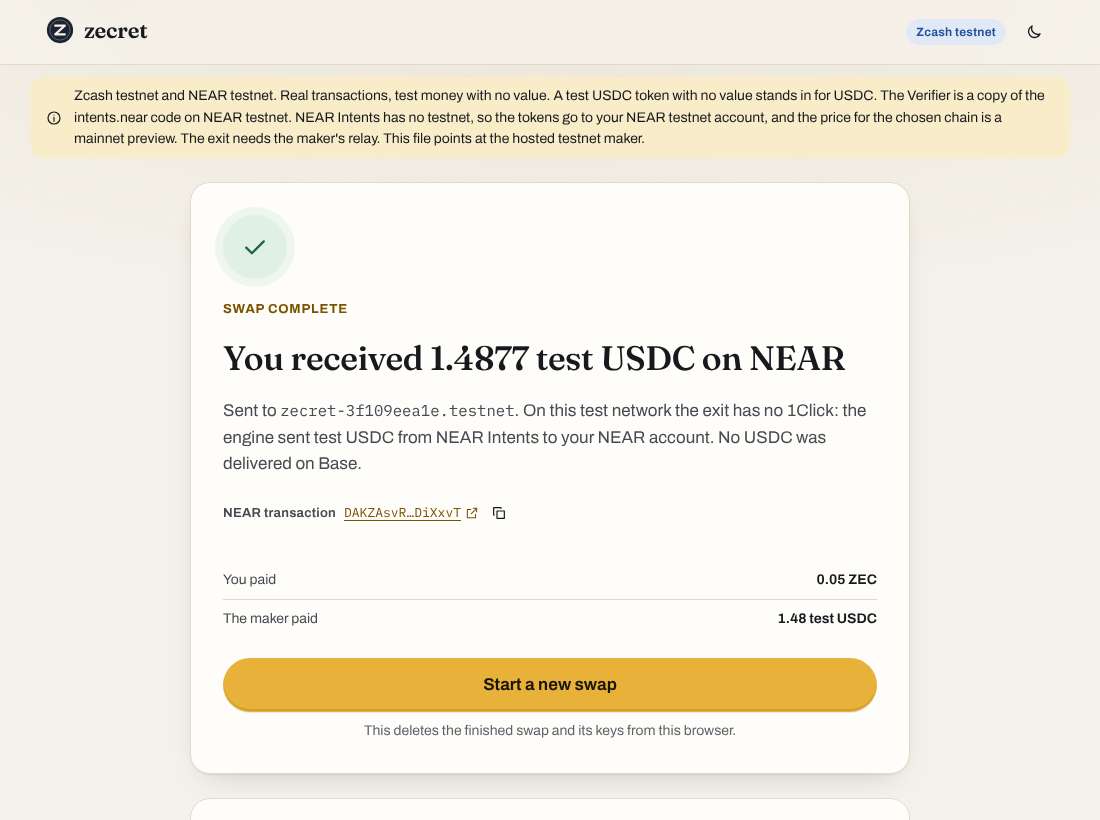 zecret
Zcash testnet
Zcash testnet and NEAR testnet. Real transactions, test money with no value. A test USDC token with no value stands in for USDC. The Verifier is a copy of the
intents.near code on NEAR testnet. NEAR Intents has no testnet, so the tokens go to your NEAR testnet account, and the price for the chosen chain is a
mainnet preview. The exit needs the maker's relay. This file points at the hosted testnet maker.
SWAP COMPLETE
You received 1.4877 test USDC on NEAR
Sent to zecret-3f109eea1e.testnet. On this test network the exit has no 1Click: the
engine sent test USDC from NEAR Intents to your NEAR account. No USDC was
delivered on Base.
NEAR transaction DAKZAsvR…DiXxvT
You paid 0.05 ZEC
The maker paid 1.48 test USDC
Start a new swap
This deletes the finished swap and its keys from this browser.